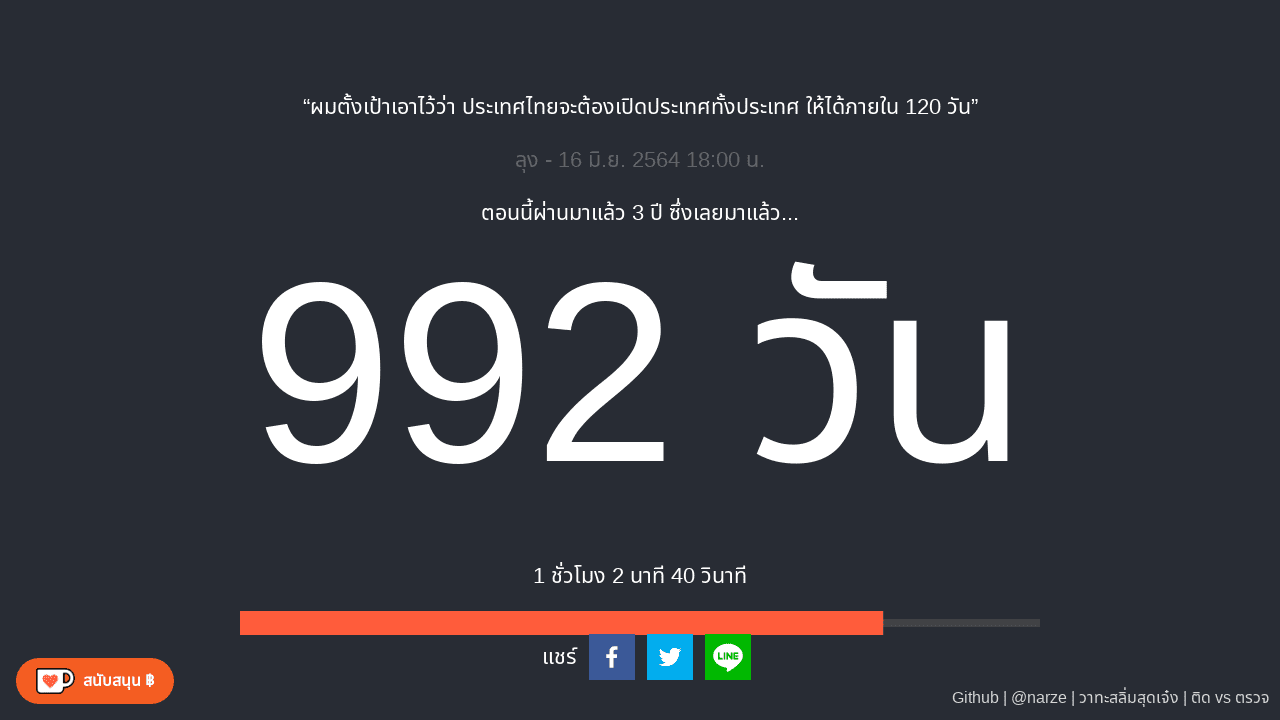 “ผมตั้งเป้าเอาไว้ว่า ประเทศไทยจะต้องเปิดประเทศทั้งประเทศ ให้ได้ภายใน 120 วัน”
ลุง - 16 มิ.ย. 2564 18:00 น.
ตอนนี้ผ่านมาแล้ว 3 ปี ซึ่งเลยมาแล้ว...
992 วัน
1 ชั่วโมง 2 นาที 40 วินาที
แชร์
LINE
สนับสนุน ฿
Github | @narze | วาทะสลิ่มสุดเจ๋ง | ติด vs ตรวจ